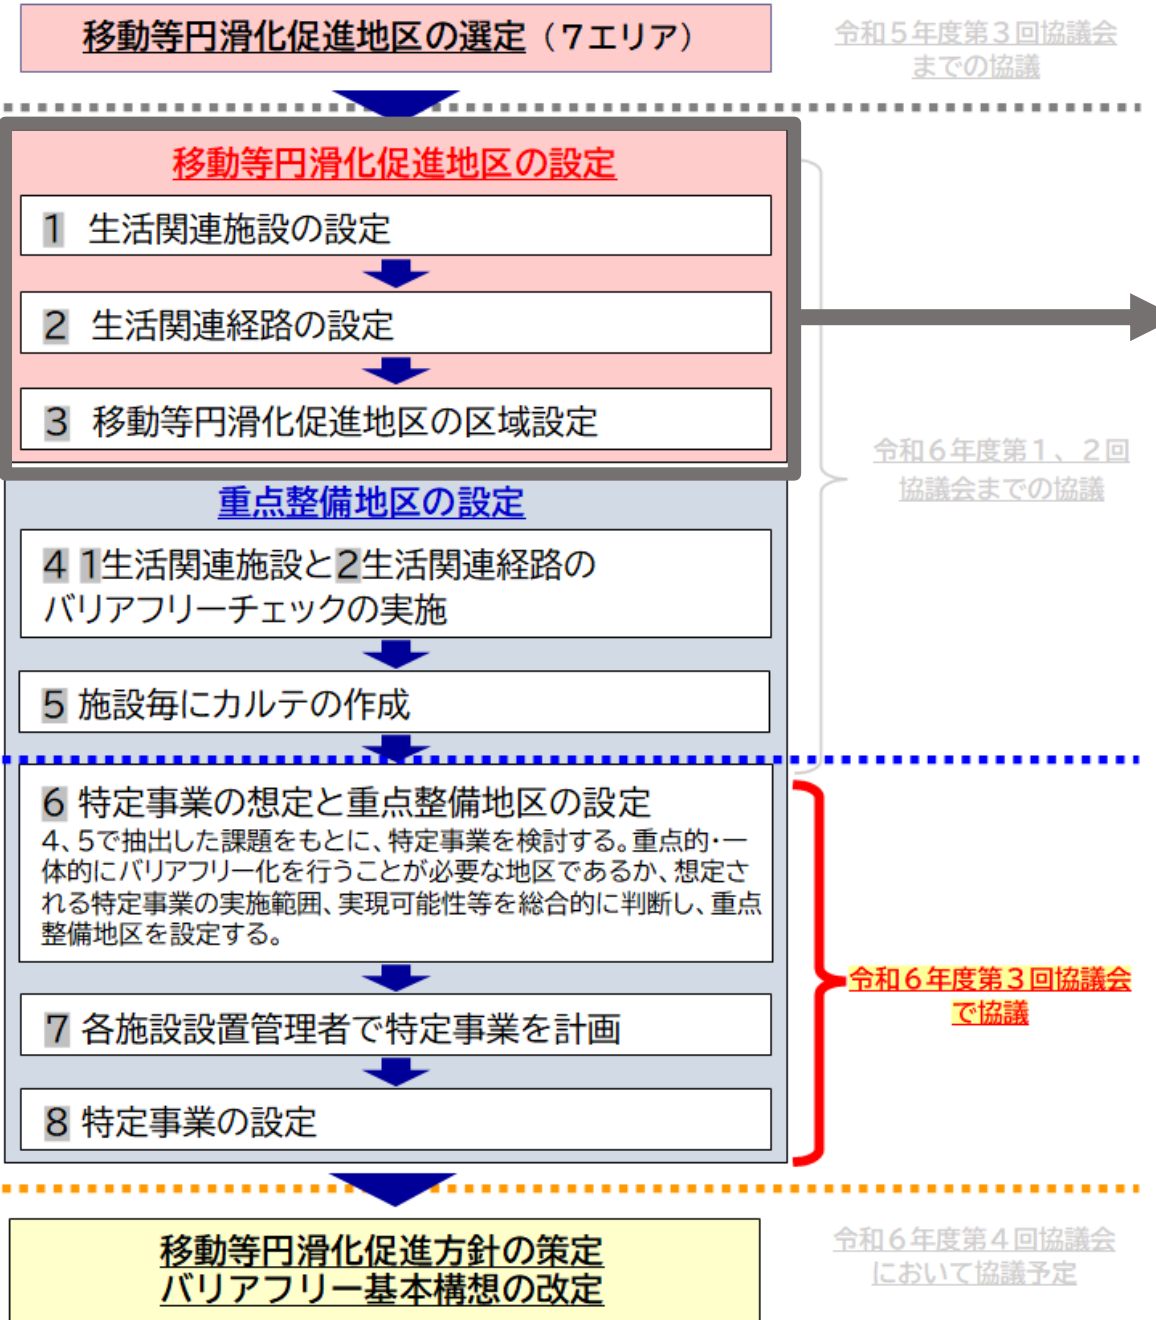 移動等円滑化促進地区の選定（７エリア）
令和５年度第３回協議会
までの協議
移動等円滑化促進地区の設定
1 生活関連施設の設定
2 生活関連経路の設定
3 移動等円滑化促進地区の区域設定
令和６年度第１、２回
協議会までの協議
重点整備地区の設定
4 1生活関連施設と2生活関連経路の
バリアフリーチェックの実施
5 施設毎にカルテの作成
6 特定事業の想定と重点整備地区の設定
４、５で抽出した課題をもとに、特定事業を検討する。重点的・一
体的にバリアフリー化を行うことが必要な地区であるか、想定さ
れる特定事業の実施範囲、実現可能性等を総合的に判断し、重点
整備地区を設定する。
令和６年度第３回協議会
で協議
7 各施設設置管理者で特定事業を計画
8 特定事業の設定
移動等円滑化促進方針の策定
バリアフリー基本構想の改定
令和６年度第４回協議会
において協議予定